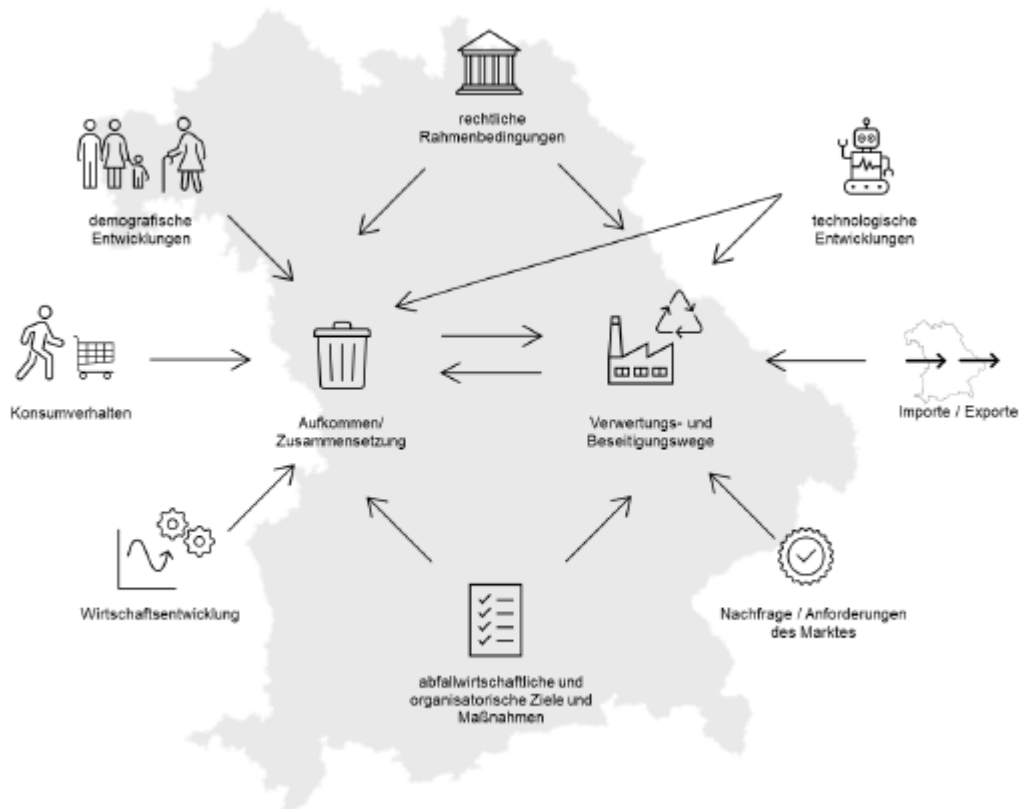 rechtliche
Rahmenbedingungen
demografische
Entwicklungen
technologische
Entwicklungen
Konsumverhalten
Aufkommen/
Zusammensetzung
Verwertungs- und
Beseitigungswege
Importe / Exporte
Wirtschaftsentwicklung
Nachfrage / Anforderungen
des Marktes
abfallwirtschaftliche und
organisatorische Ziele und
Maßnahmen